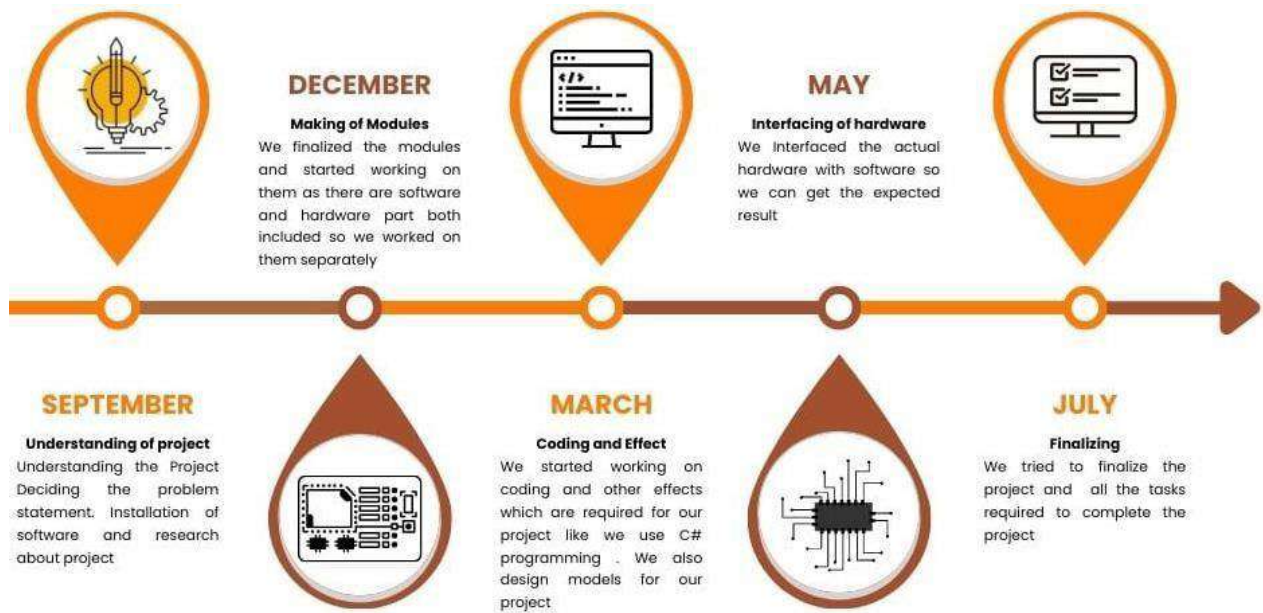 DECEMBER
Making of Modules
We finalized the modules
and started working on
them as there are software
and hardware part both
included so we worked on
them separately
MAY
Interfacing of hardware
We Interfaced the actual
hardware with software so
we can get the expected
result
SEPTEMBER
Understanding of project
Understanding the Project
Deciding the problem
statement. Installation of
software and research
about project
MARCH
Coding and Effect
We started working on
coding and other effects
which are required for our
project like we use C#
programming . We also
design models for our
project
JULY
Finalizing
We tried to finalize the
project and all the tasks
required to complete the
project